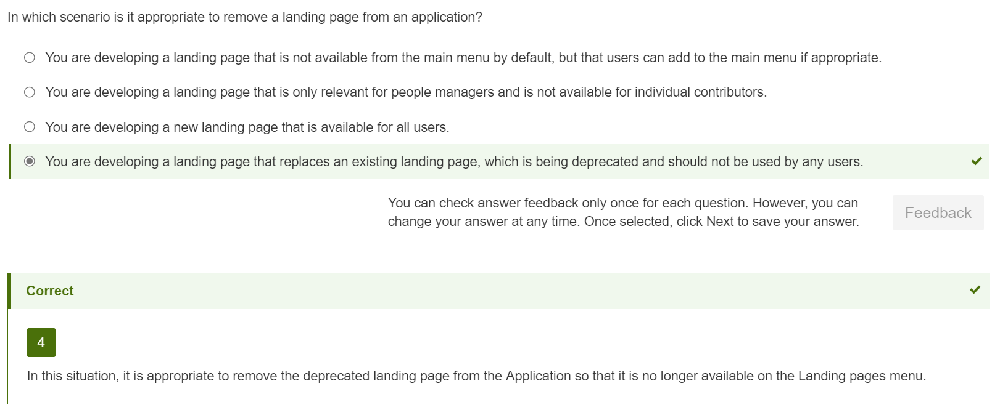 In which scenario is it appropriate to remove a landing page from an application?
You are developing a landing page that is not available from the main menu by default, but that users can add to the main menu if appropriate.
You are developing a landing page that is only relevant for people managers and is not available for individual contributors.
You are developing a new landing page that is available for all users.
You are developing a landing page that replaces an existing landing page, which is being deprecated and should not be used by any users.
You can check answer feedback only once for each question. However, you can
change your answer at any time. Once selected, click Next to save your answer.
Feedback
Correct
4
In this situation, it is appropriate to remove the deprecated landing page from the Application so that it is no longer available on the Landing pages menu.